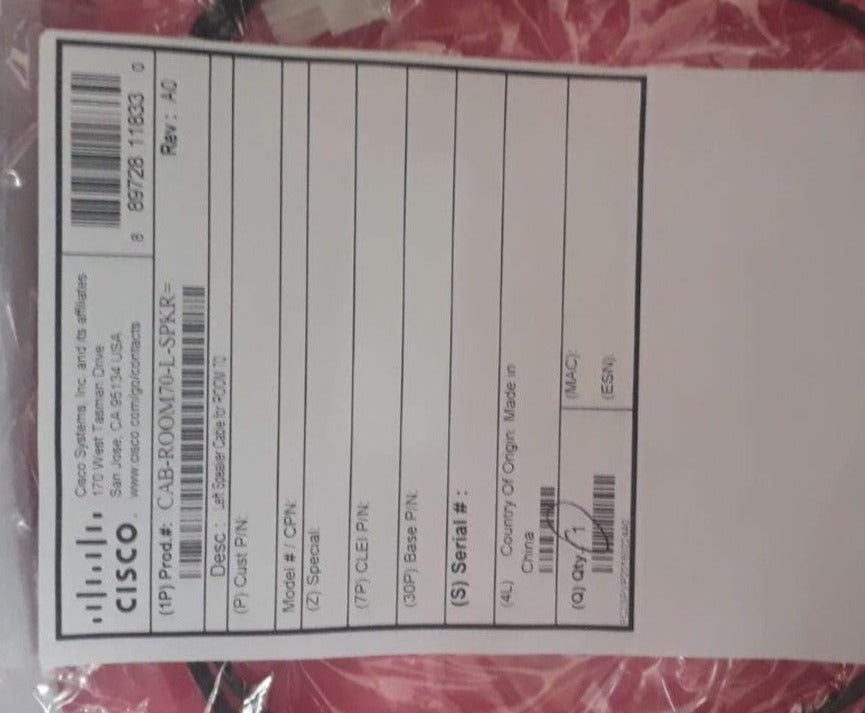 CISCO.
Cisco Systems, Inc. and its affiliates
170 West Tasman Drive
San Jose, CA 95134 USA
www.cisco.com/go/contacts
8 89728 11833 0
(1P) Prod.#: CAB-ROOM70-L-SPKR=
Rev : A0
Desc : Left Speaker Cable for ROOM 70
(P) Cust P/N:
Model # / CPN:
(Z) Special:
(7P) CLEI P/N:
(30P) Base P/N:
(S) Serial # :
(4L) Country Of Origin: Made in
China
(Q) Qty: 1
(MAC):
(ESN):